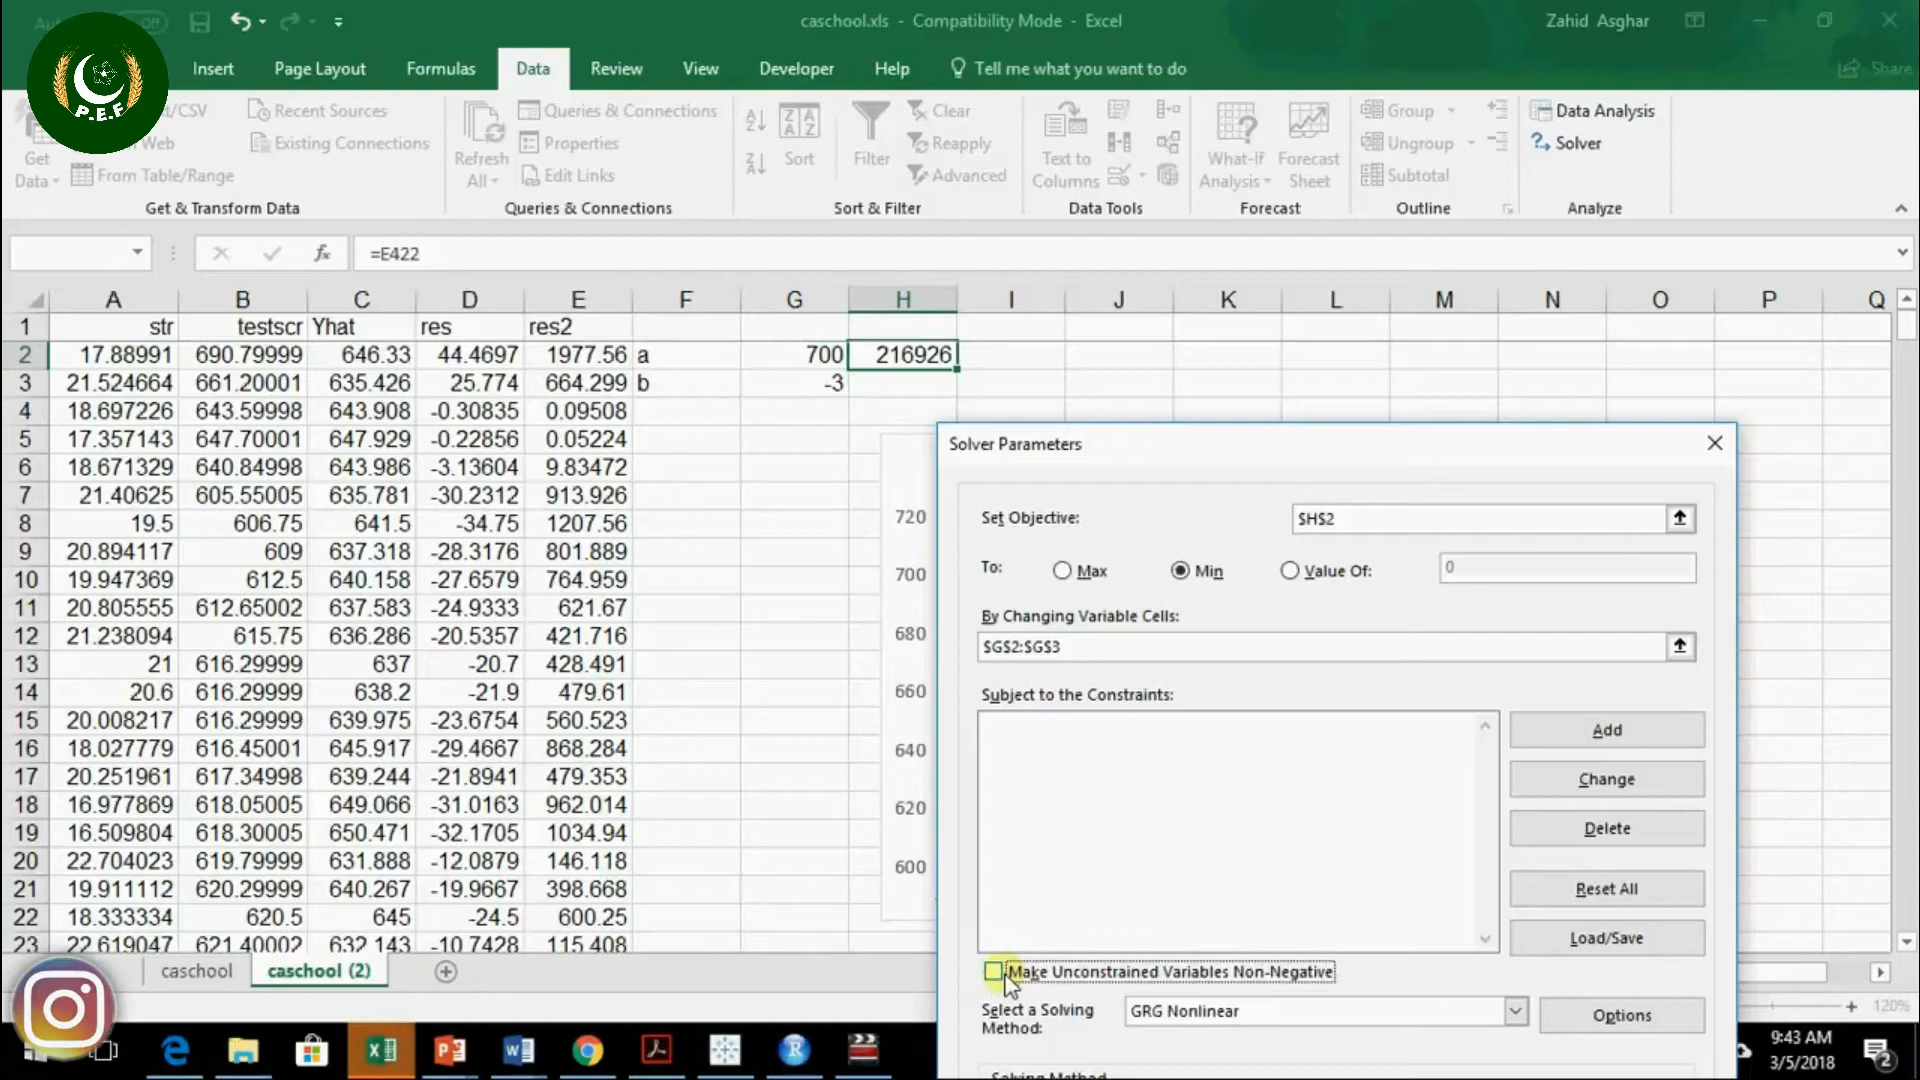 caschool.xls - Compatibility Mode - Excel
Zahid Asghar
P.E.F
Insert Page Layout Formulas Data Review View Developer Help Tell me what you want to do Share
/CSV Recent Sources
Web Existing Connections
From Table/Range
Get Data
Get & Transform Data
Refresh All
Queries & Connections
Properties
Edit Links
Queries & Connections
Sort
Filter
Clear
Reapply
Advanced
Sort & Filter
Text to Columns
Data Tools
What-If Analysis
Forecast Sheet
Forecast
Group
Ungroup
Subtotal
Outline
Data Analysis
Solver
Analyze
fx =E422
A B C D E F G H I J K L M N O P Q
1 str testscr Yhat res res2
2 17.88991 690.79999 646.33 44.4697 1977.56 a 700 216926
3 21.524664 661.20001 635.426 25.774 664.299 b -3
4 18.697226 643.59998 643.908 -0.30835 0.09508
5 17.357143 647.70001 647.929 -0.22856 0.05224
6 18.671329 640.84998 643.986 -3.13604 9.83472
7 21.40625 605.55005 635.781 -30.2312 913.926
8 19.5 606.75 641.5 -34.75 1207.56
9 20.894117 609 637.318 -28.3176 801.889
10 19.947369 612.5 640.158 -27.6579 764.959
11 20.805555 612.65002 637.583 -24.9333 621.67
12 21.238094 615.75 636.286 -20.5357 421.716
13 21 616.29999 637 -20.7 428.491
14 20.6 616.29999 638.2 -21.9 479.61
15 20.008217 616.29999 639.975 -23.6754 560.523
16 18.027779 616.45001 645.917 -29.4667 868.284
17 20.251961 617.34998 639.244 -21.8941 479.353
18 16.977869 618.05005 649.066 -31.0163 962.014
19 16.509804 618.30005 650.471 -32.1705 1034.94
20 22.704023 619.79999 631.888 -12.0879 146.118
21 19.911112 620.29999 640.267 -19.9667 398.668
22 18.333334 620.5 645 -24.5 600.25
23 22.619047 621.40002 632.143 -10.7428 115.408
720
700
680
660
640
620
600
Solver Parameters
Set Objective: $H$2
To: Max Min Value Of: 0
By Changing Variable Cells:
$G$2:$G$3
Subject to the Constraints:
Add
Change
Delete
Reset All
Load/Save
Make Unconstrained Variables Non-Negative
Select a Solving Method: GRG Nonlinear Options
Solving Method
caschool caschool (2)
120%
9:43 AM
3/5/2018
2